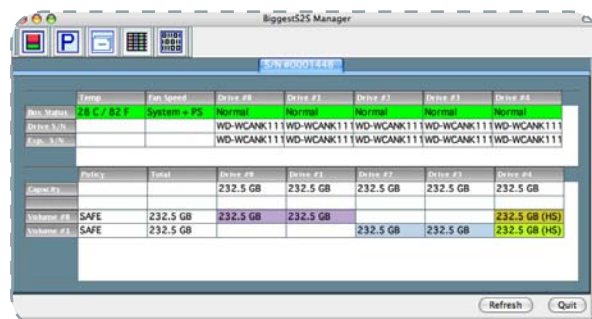 BiggestS2S Manager
P
S/N #0001448
Temp Fan Speed Drive #0 Drive #1 Drive #2 Drive #3 Drive #4
Box Status 28 C / 82 F System + PS Normal Normal Normal Normal Normal
Drive S/N WD-WCANK111 WD-WCANK111 WD-WCANK111 WD-WCANK111 WD-WCANK111
Exp. S/N WD-WCANK111 WD-WCANK111 WD-WCANK111 WD-WCANK111 WD-WCANK111
Policy Total Drive #0 Drive #1 Drive #2 Drive #3 Drive #4
Capacity 232.5 GB 232.5 GB 232.5 GB 232.5 GB 232.5 GB
Volume #0 SAFE 232.5 GB 232.5 GB 232.5 GB 232.5 GB (HS)
Volume #1 SAFE 232.5 GB 232.5 GB 232.5 GB 232.5 GB (HS)
Refresh Quit